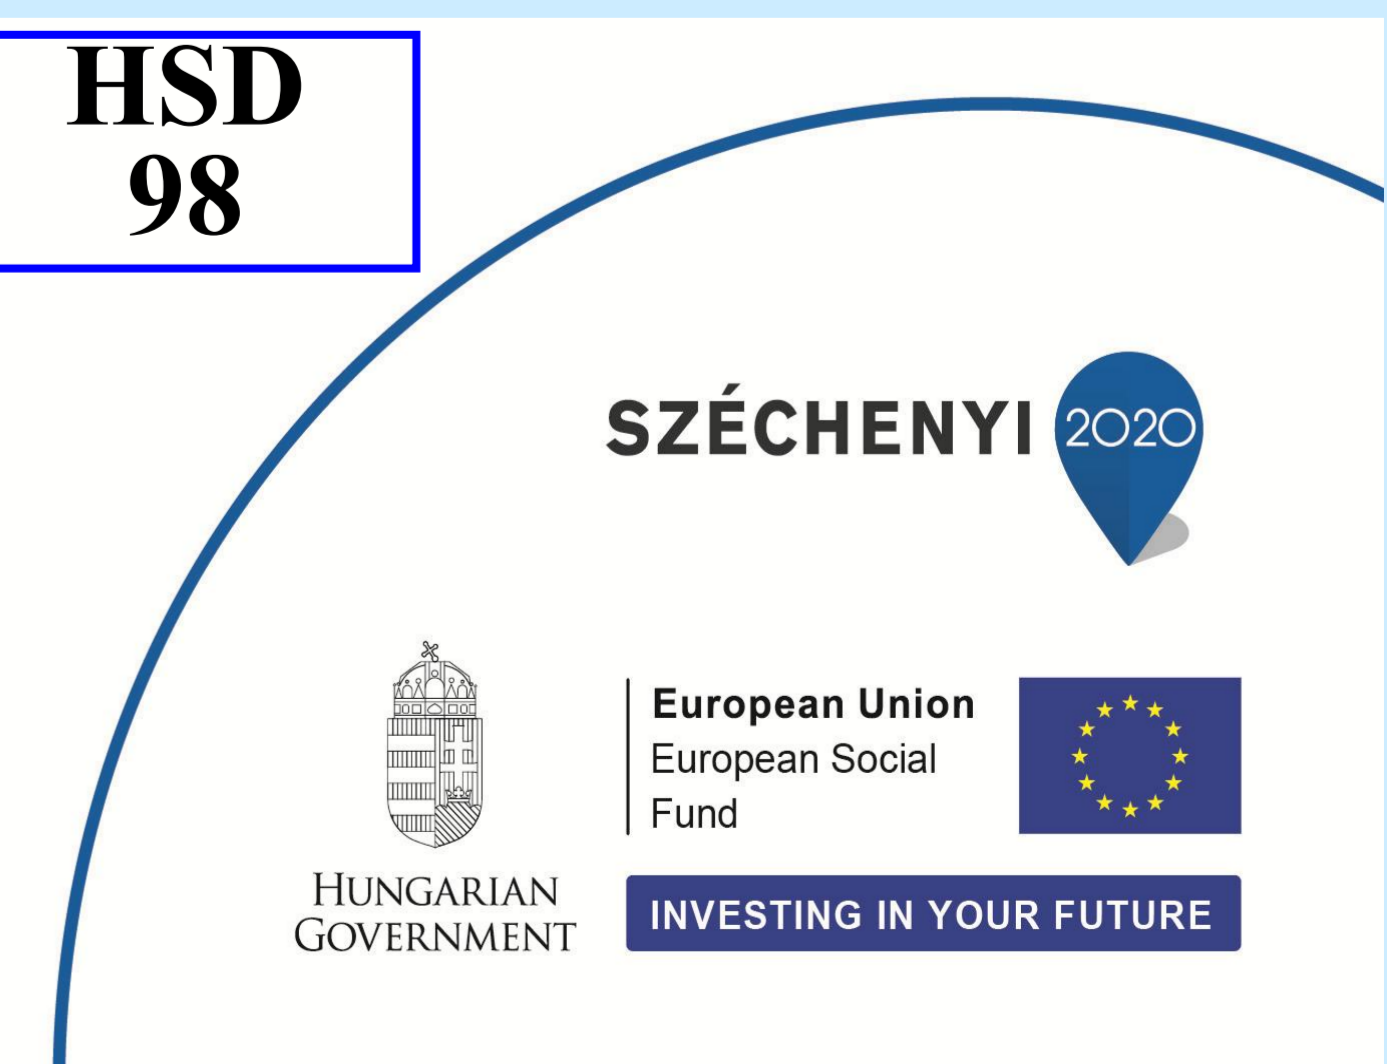 HSD
98
SZÉCHENYI 2020
European Union
European Social
Fund
HUNGARIAN
GOVERNMENT
INVESTING IN YOUR FUTURE